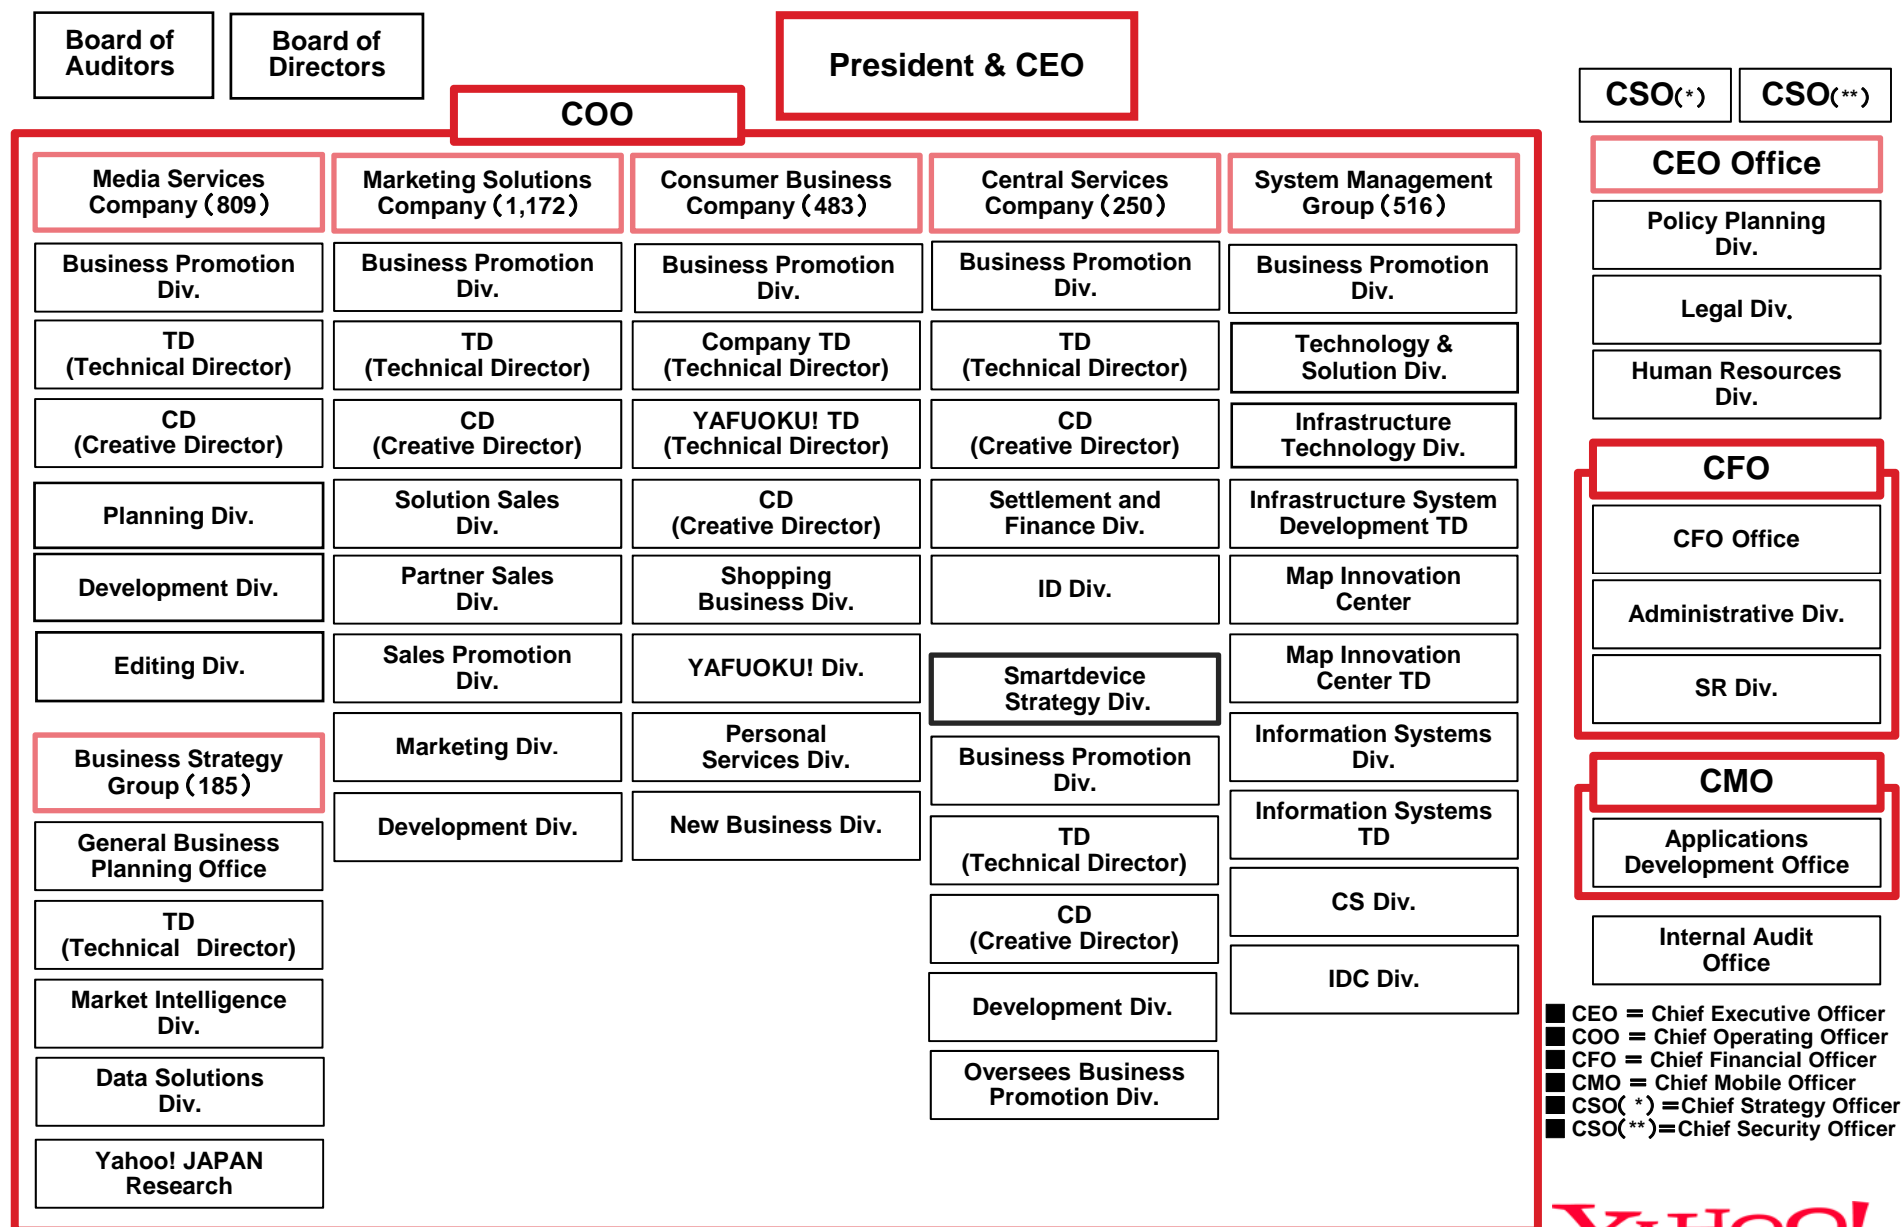 Board of
Auditors
Board of
Directors
President & CEO
COO
CSO(*)
CSO(**)
Media Services
Company(809)
Business Promotion
Div.
TD
(Technical Director)
CD
(Creative Director)
Planning Div.
Development Div.
Editing Div.
Business Strategy
Group(185)
General Business
Planning Office
TD
(Technical Director)
Market Intelligence
Div.
Data Solutions
Div.
Yahoo! JAPAN
Research
Marketing Solutions
Company(1,172)
Business Promotion
Div.
TD
(Technical Director)
CD
(Creative Director)
Solution Sales
Div.
Partner Sales
Div.
Sales Promotion
Div.
Marketing Div.
Development Div.
Consumer Business
Company(483)
Business Promotion
Div.
Company TD
(Technical Director)
YAFUOKU! TD
(Technical Director)
CD
(Creative Director)
Shopping
Business Div.
YAFUOKU! Div.
Personal
Services Div.
New Business Div.
Central Services
Company(250)
Business Promotion
Div.
TD
(Technical Director)
CD
(Creative Director)
Settlement and
Finance Div.
ID Div.
Smartdevice
Strategy Div.
Business Promotion
Div.
TD
(Technical Director)
CD
(Creative Director)
Development Div.
Oversees Business
Promotion Div.
System Management
Group(516)
Business Promotion
Div.
Technology &
Solution Div.
Infrastructure
Technology Div.
Infrastructure System
Development TD
Map Innovation
Center
Map Innovation
Center TD
Information Systems
Div.
Information Systems
TD
CS Div.
IDC Div.
CEO Office
Policy Planning
Div.
Legal Div.
Human Resources
Div.
CFO
CFO Office
Administrative Div.
SR Div.
CMO
Applications
Development Office
Internal Audit
Office
■ CEO = Chief Executive Officer
■ COO = Chief Operating Officer
■ CFO = Chief Financial Officer
■ CMO = Chief Mobile Officer
■ CSO( *) =Chief Strategy Officer
■ CSO(**)=Chief Security Officer
YAHOO!